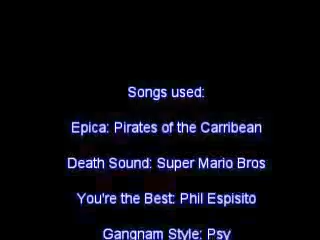 Songs used:
Epica: Pirates of the Carribean
Death Sound: Super Mario Bros
You're the Best: Phil Espisito
Gangnam Style: Psy